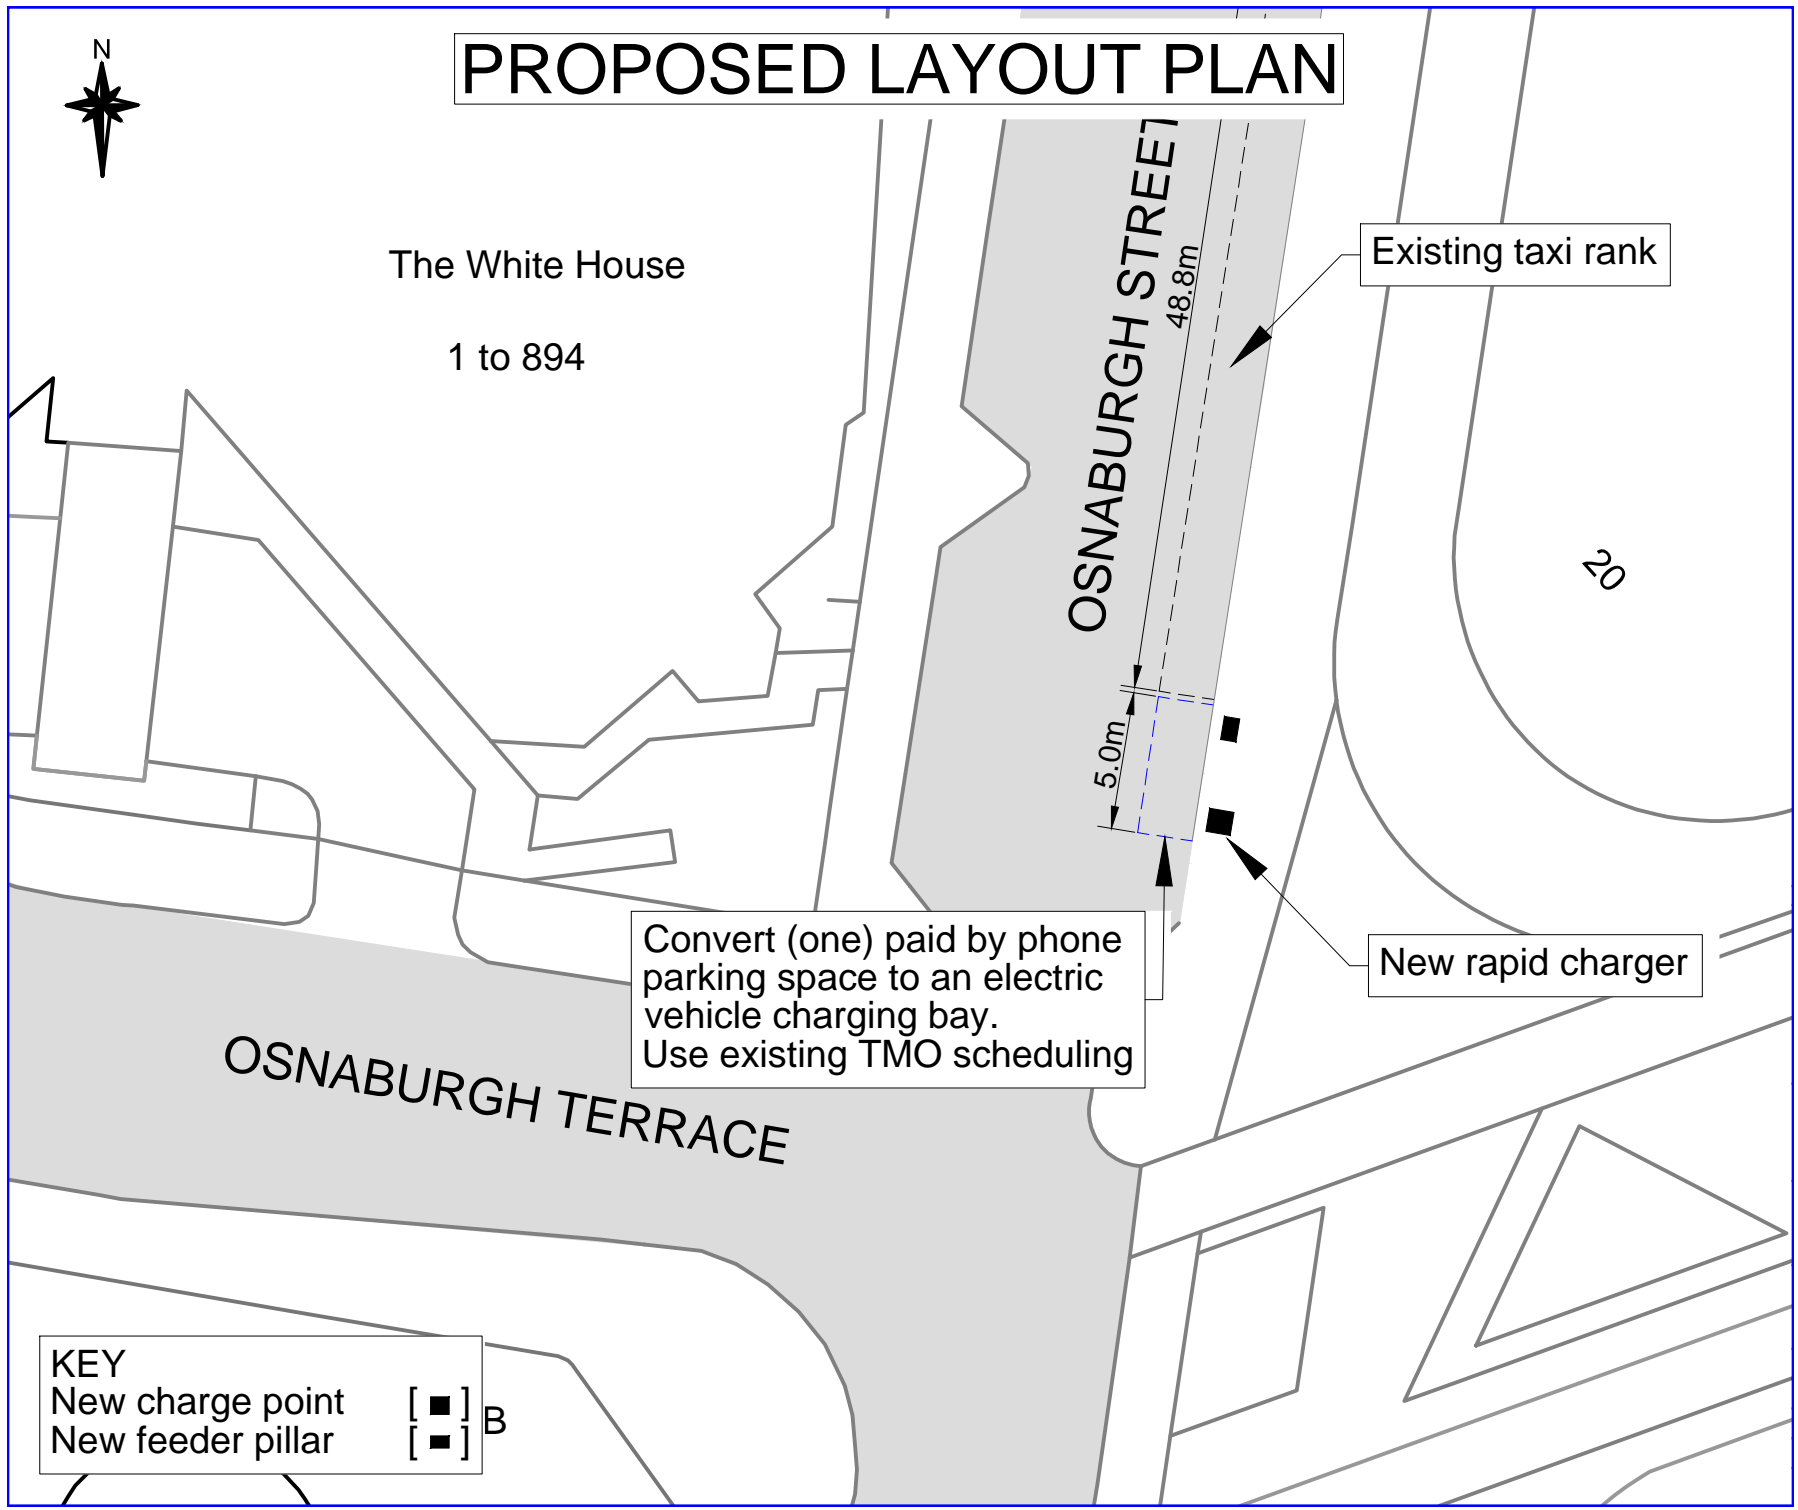 N
PROPOSED LAYOUT PLAN
The White House
1 to 894
OSNABURGH STREET
48.8m
Existing taxi rank
20
5.0m
Convert (one) paid by phone
parking space to an electric
vehicle charging bay.
Use existing TMO scheduling
New rapid charger
OSNABURGH TERRACE
KEY
New charge point [ ■ ]
New feeder pillar [ ▬ ]
B